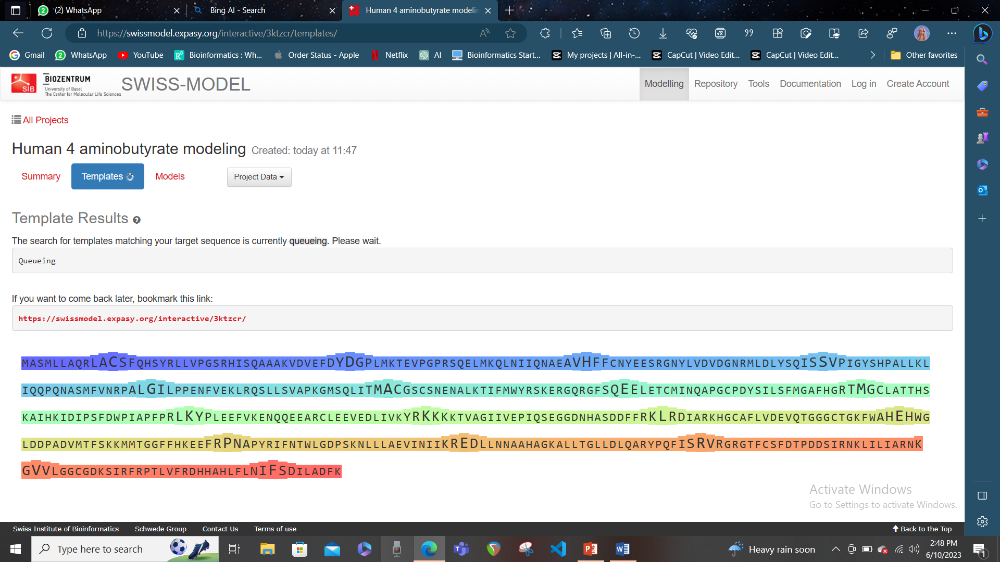 (2) WhatsApp
Bing AI - Search
Human 4 aminobutyrate modelin
https://swissmodel.expasy.org/interactive/3ktzcr/templates/
Gmail
WhatsApp
YouTube
Bioinformatics : Wh...
Order Status - Apple
Netflix
AI
Bioinformatics Start...
My projects | All-in-...
CapCut | Video Edit...
CapCut | Video Edit...
Other favorites
SIB
BIOZENTRUM
University of Basel
The Center for Molecular Life Sciences
SWISS-MODEL
Modelling
Repository
Tools
Documentation
Log in
Create Account
All Projects
Human 4 aminobutyrate modeling Created: today at 11:47
Summary
Templates
Models
Project Data
Template Results
The search for templates matching your target sequence is currently queueing. Please wait.
Queueing
If you want to come back later, bookmark this link:
https://swissmodel.expasy.org/interactive/3ktzcr/
MASMLLAQRLACSFQHSYRLLVPGSRHISQAAAKVDVEFDYDGPLMKTEVPGPRSQELMKQLNIIQNAEAVHFFCNYEESRGNYLVDVDGNRMLDLYSQISSVPIGYSHPALLKL
IQQPQNASMFVNRPALGILPPENFVEKLRQSLLSVAPKGMSQLITMACGSCSNENALKTIFMWYRSKERGQRGFSQEELETCMINQAPGCPDYSILSFMGAFHGRTMGCLATTHS
KAIHKIDIPSFDWPIAPFPRLKYPLEEFVKENQQEEARCLEEVEDLIVKYRKKKKTVAGIIVEPIQSEGGDNHASDDFFRKLRDIARKHGCAFLVDEVQTGGGCTGKFWAHEHWG
LDDPADVMTFSKKMMTGGFFHKEEFRPNAPYRIFNTWLGDPSKNLLLAEVINIIKREDLLNNAAHAGKALLTGLLDLQARYPQFISRVRGRGTFCSFDTPDDSIRNKLILIARNK
GVVLGGCGDKSIRFRPTLVFRDHHAHLFLNIFSDILADFK
Activate Windows
Go to Settings to activate Windows.
Swiss Institute of Bioinformatics
Schwede Group
Contact Us
Terms of use
Back to the Top
Type here to search
Heavy rain soon
2:48 PM
6/10/2023
1